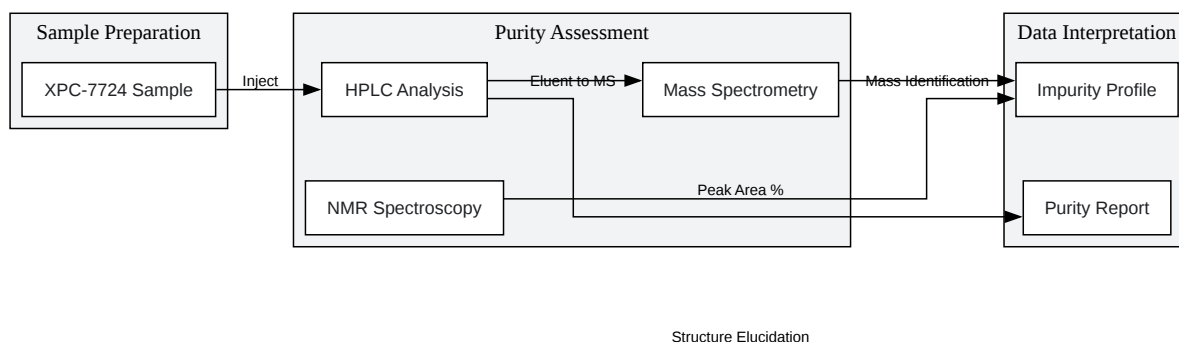 Sample Preparation
Purity Assessment
Data Interpretation
XPC-7724 Sample
Inject
HPLC Analysis
Eluent to MS
Mass Spectrometry
Mass Identification
Impurity Profile
NMR Spectroscopy
Peak Area %
Purity Report
Structure Elucidation